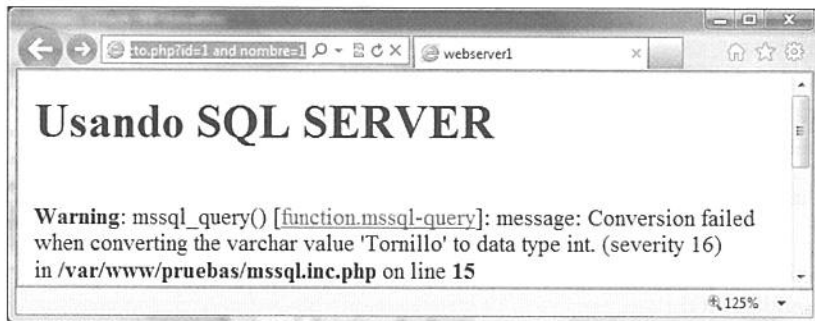 :to.php?id=1 and nombre=1
webserver1
Usando SQL SERVER
Warning: mssql_query() [function.mssql-query]: message: Conversion failed
when converting the varchar value 'Tornillo' to data type int. (severity 16)
in /var/www/pruebas/mssql.inc.php on line 15
125%